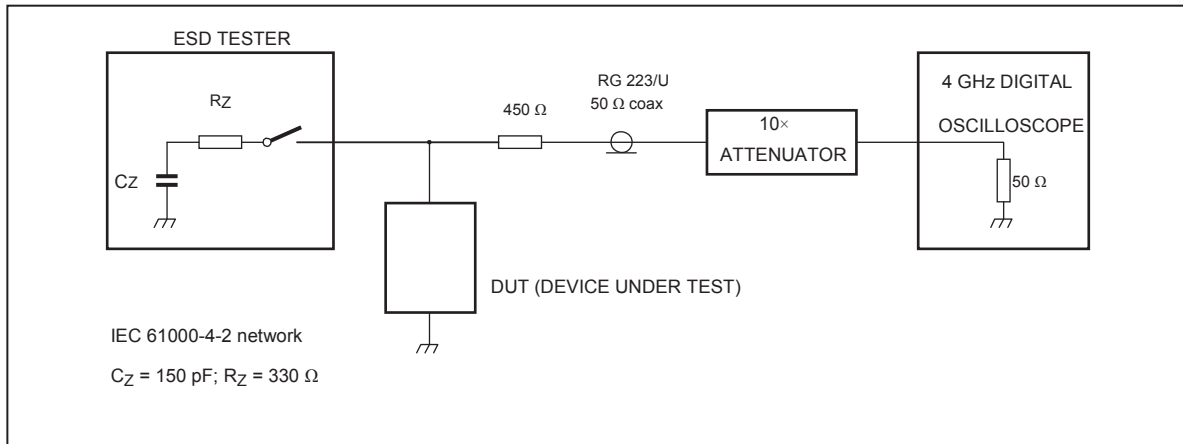 ESD TESTER
RZ
CZ
450 Ω
RG 223/U
50 Ω coax
10×
ATTENUATOR
4 GHz DIGITAL
OSCILLOSCOPE
50 Ω
DUT (DEVICE UNDER TEST)
IEC 61000-4-2 network
CZ = 150 pF; RZ = 330 Ω